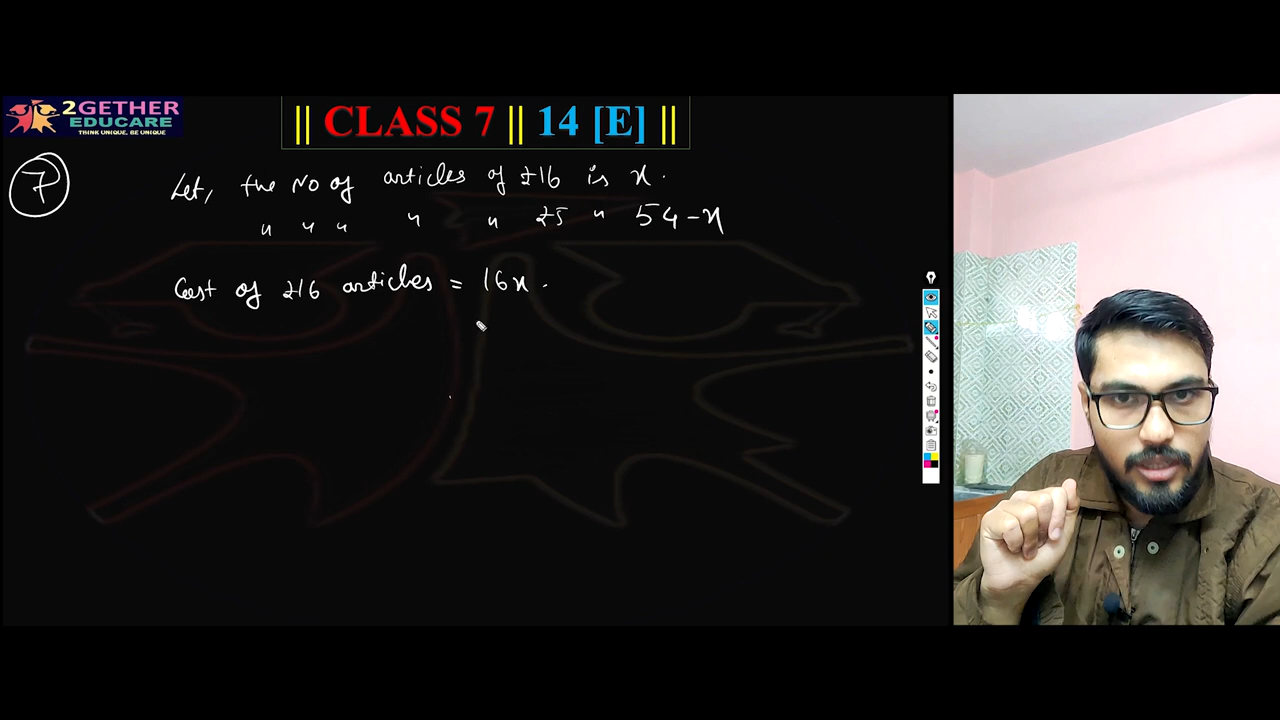 2GETHER
EDUCARE
THINK UNIQUE, BE UNIQUE
|| CLASS 7 || 14 [E] ||
7
Let, the No of articles of ₹16 is x.
" " " " " ₹25 " 54-x
Cost of ₹16 articles = 16x.